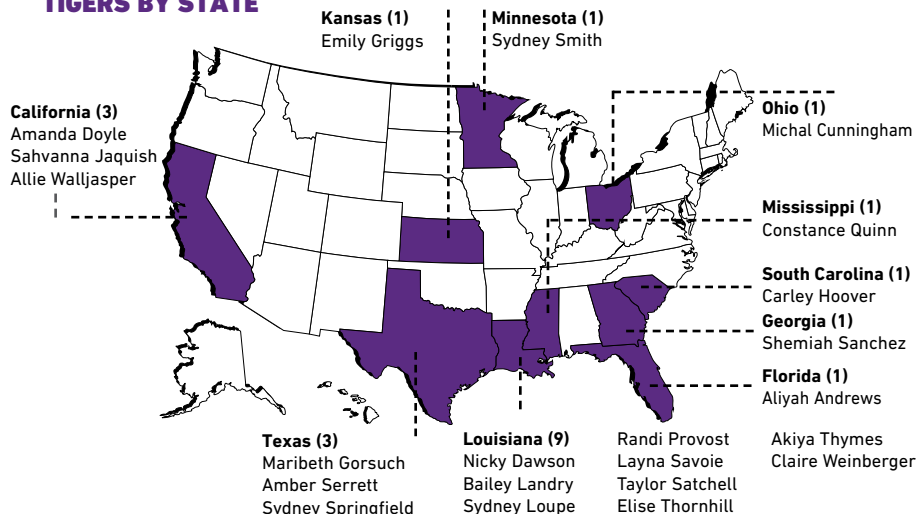 TIGERS BY STATE
Kansas (1)
Emily Griggs
Minnesota (1)
Sydney Smith
California (3)
Amanda Doyle
Sahvanna Jaquish
Allie Walljasper
Ohio (1)
Michal Cunningham
Mississippi (1)
Constance Quinn
South Carolina (1)
Carley Hoover
Georgia (1)
Shemiah Sanchez
Florida (1)
Aliyah Andrews
Texas (3)
Maribeth Gorsuch
Amber Serrett
Sydney Springfield
Louisiana (9)
Nicky Dawson
Bailey Landry
Sydney Loupe
Randi Provost
Layna Savoie
Taylor Satchell
Elise Thornhill
Akiya Thymes
Claire Weinberger